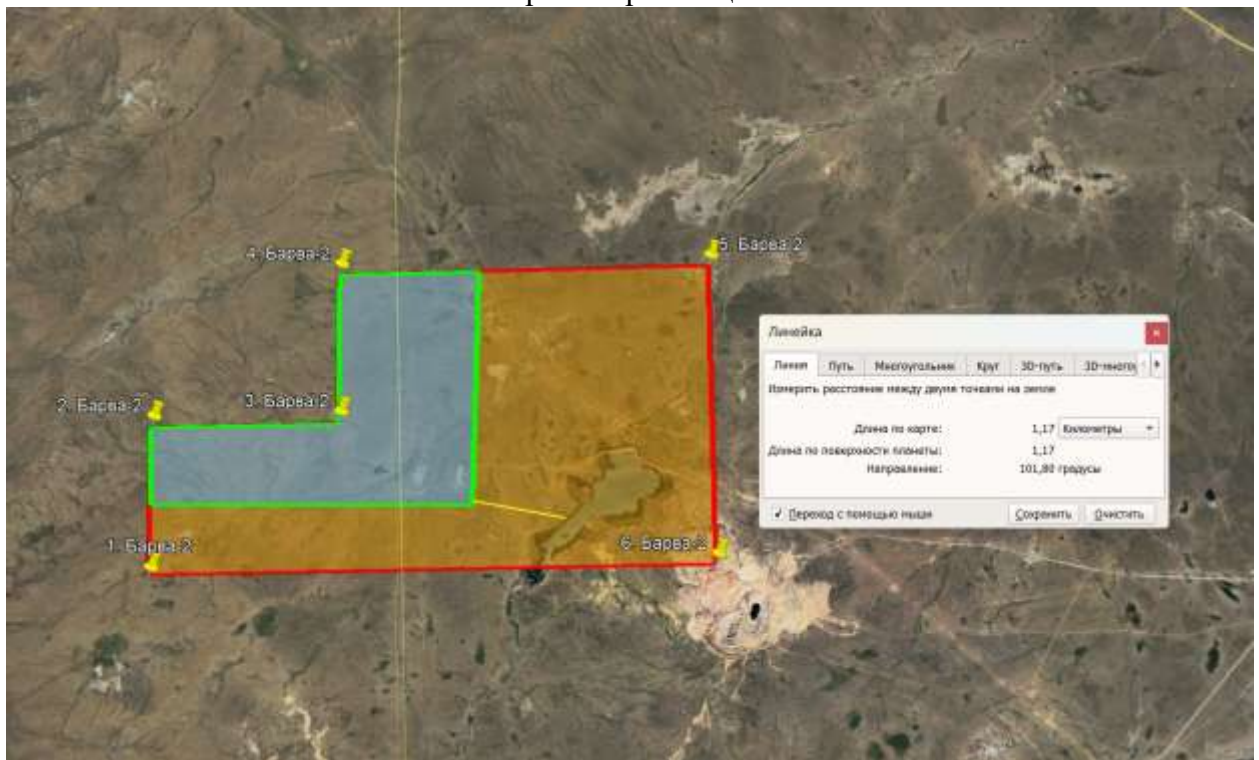 4. Барва-2
5. Барва-2
2. Барва-2
3. Барва-2
1. Барва-2
6. Барва-2
Линейка
Линия Путь Многоугольник Круг 3D-путь
Измерить расстояние между двумя точками на земле
Длина по карте: 1,17 Километры
Длина по поверхности планеты: 1,17
Направление: 101,80 градусы
Переход с помощью мыши Сохранить Очистить